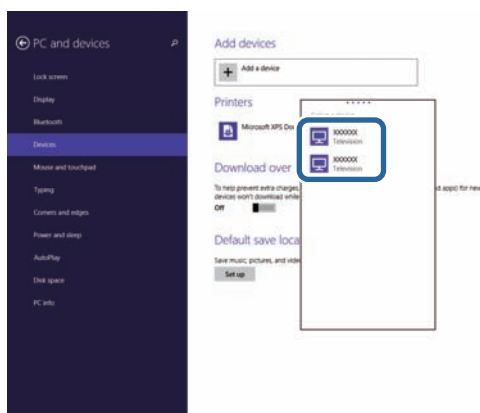 PC and devices
Lock screen
Display
Bluetooth
Devices
Mouse and touchpad
Typing
Corners and edges
Power and sleep
AutoPlay
Disk space
PC info
Add devices
Add a device
Printers
Microsoft XPS Doc
Download over
To help prevent extra charges,
d apps) for new
devices won't download while
Off
Default save loca
Save music, pictures, and vide
Set up
XXXXXX
Television
XXXXXX
Television